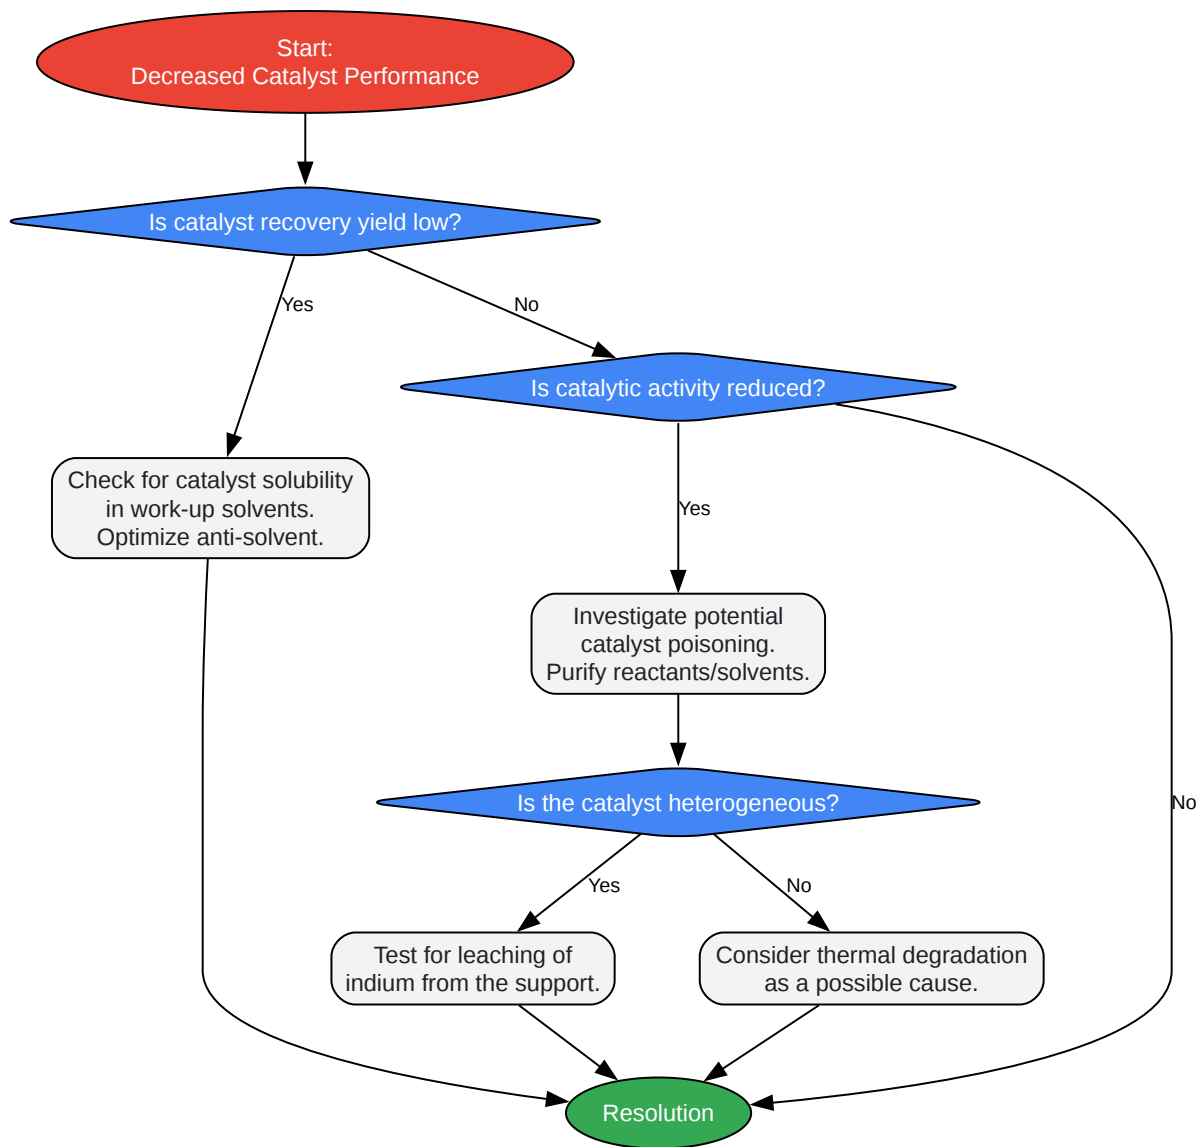 Start:
Decreased Catalyst Performance
Is catalyst recovery yield low?
Yes
No
Is catalytic activity reduced?
Check for catalyst solubility
in work-up solvents.
Optimize anti-solvent.
Yes
Investigate potential
catalyst poisoning.
Purify reactants/solvents.
Is the catalyst heterogeneous?
No
Yes
No
Test for leaching of
indium from the support.
Consider thermal degradation
as a possible cause.
Resolution